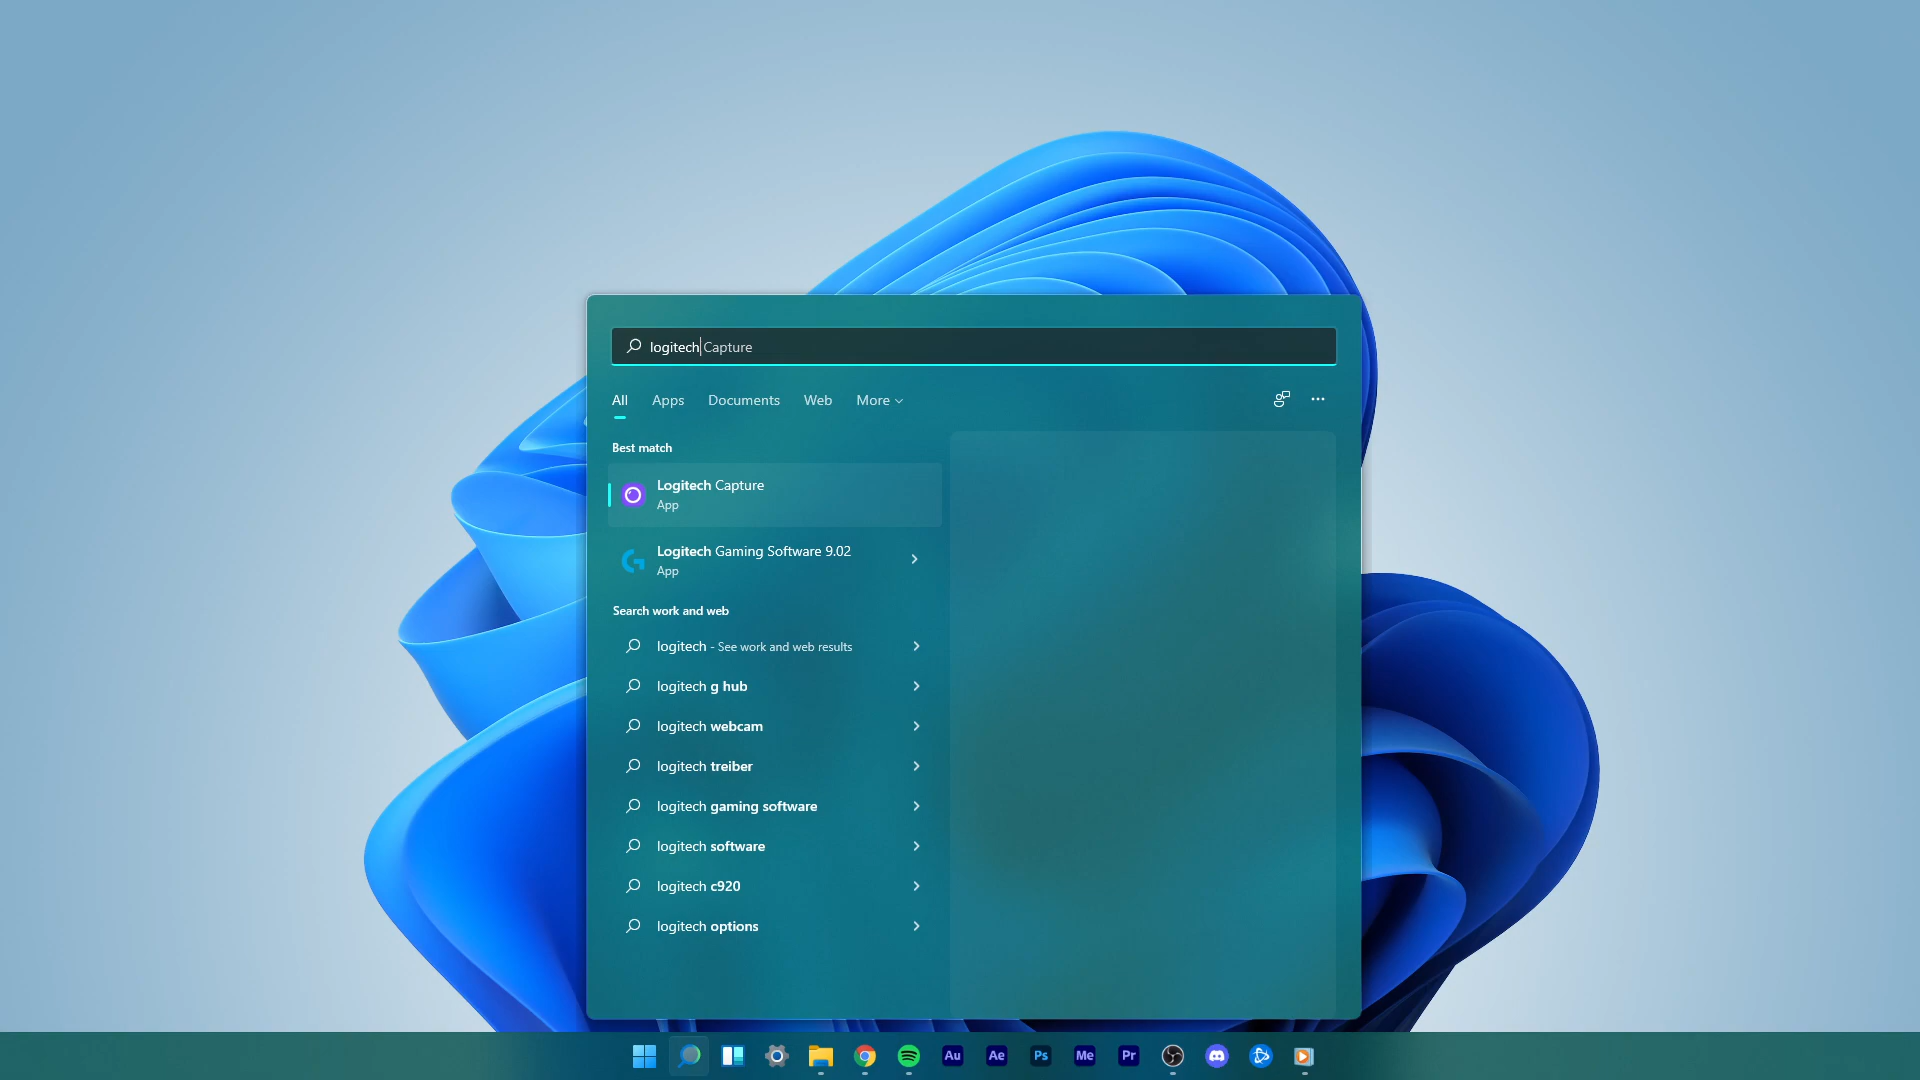 logitech Capture
All Apps Documents Web More
Best match
Logitech Capture
App
Logitech Gaming Software 9.02
App
Search work and web
logitech - See work and web results
logitech g hub
logitech webcam
logitech treiber
logitech gaming software
logitech software
logitech c920
logitech options
Au Ae Ps Me Pr